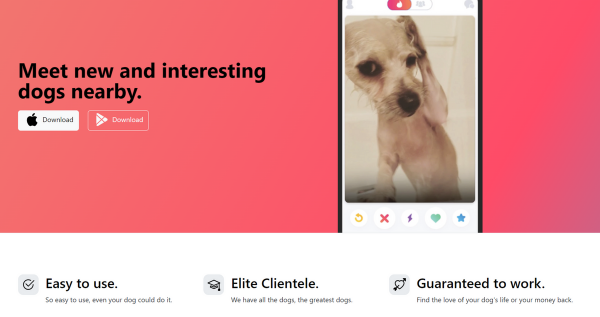 Meet new and interesting
dogs nearby.
Download
Download
Easy to use.
So easy to use, even your dog could do it.
Elite Clientele.
We have all the dogs, the greatest dogs.
Guaranteed to work.
Find the love of your dog's life or your money back.